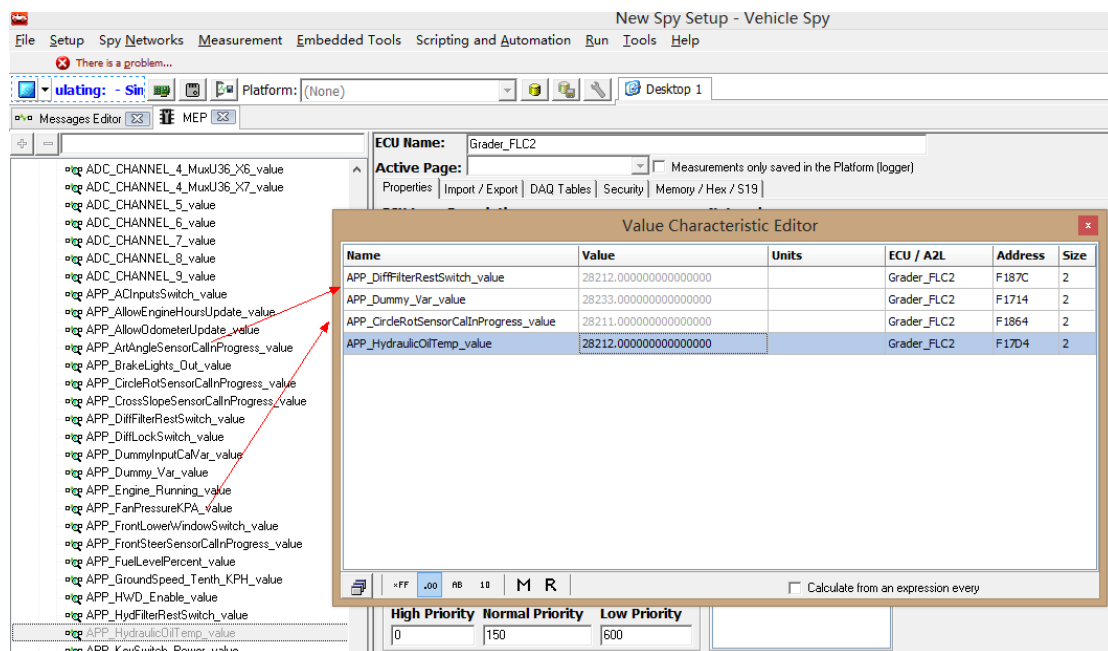 New Spy Setup - Vehicle Spy
File Setup Spy Networks Measurement Embedded Tools Scripting and Automation Run Tools Help
There is a problem...
ulating: - Sin Platform: (None) Desktop 1
Messages Editor MEP
ECU Name: Grader_FLC2
Active Page: Measurements only saved in the Platform (logger)
Properties Import / Export DAQ Tables Security Memory / Hex / S19
ADC_CHANNEL_4_MuxU36_X6_value
ADC_CHANNEL_4_MuxU36_X7_value
ADC_CHANNEL_5_value
ADC_CHANNEL_6_value
ADC_CHANNEL_7_value
ADC_CHANNEL_8_value
ADC_CHANNEL_9_value
APP_ACInputsSwitch_value
APP_AllowEngineHoursUpdate_value
APP_AllowOdometerUpdate_value
APP_ArtAngleSensorCalInProgress_value
APP_BrakeLights_Out_value
APP_CircleRotSensorCalInProgress_value
APP_CrossSlopeSensorCalInProgress_value
APP_DiffFilterRestSwitch_value
APP_DiffLockSwitch_value
APP_DummyInputCalVar_value
APP_Dummy_Var_value
APP_Engine_Running_value
APP_FanPressureKPA_value
APP_FrontLowerWindowSwitch_value
APP_FrontSteerSensorCalInProgress_value
APP_FuelLevelPercent_value
APP_GroundSpeed_Tenth_KPH_value
APP_HWD_Enable_value
APP_HydFilterRestSwitch_value
APP_HydraulicOilTemp_value
APP_KeySwitch_Power_value
Value Characteristic Editor
Name Value Units ECU / A2L Address Size
APP_DiffFilterRestSwitch_value 28212.000000000000000 Grader_FLC2 F187C 2
APP_Dummy_Var_value 28233.000000000000000 Grader_FLC2 F1714 2
APP_CircleRotSensorCalInProgress_value 28211.000000000000000 Grader_FLC2 F1864 2
APP_HydraulicOilTemp_value 28212.000000000000000 Grader_FLC2 F17D4 2
×FF .00 AB 10 M R Calculate from an expression every
High Priority Normal Priority Low Priority
0 150 600